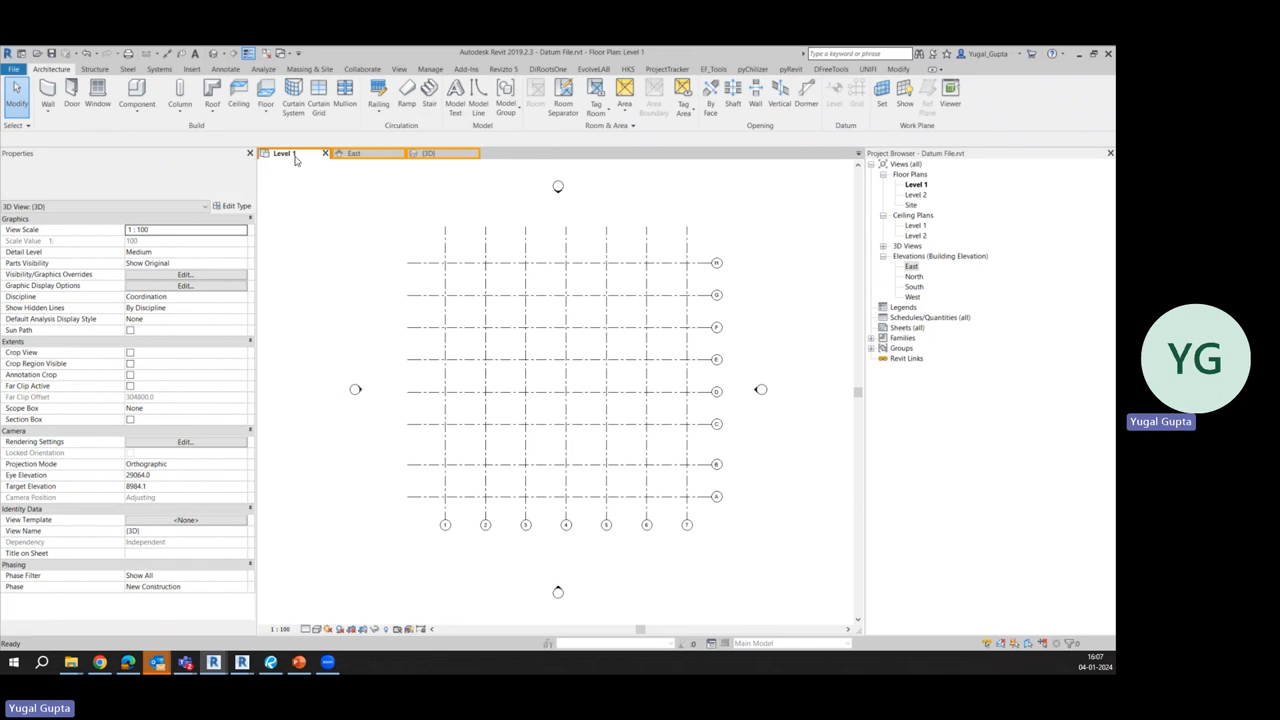 Autodesk Revit 2019.2.3 - Datum File.rvt - Floor Plan: Level 1
Type a keyword or phrase
Yugal_Gupta
File Architecture Structure Steel Systems Insert Annotate Analyze Massing & Site Collaborate View Manage Add-Ins Revizto 5 DiRootsOne EvolveLAB HKS ProjectTracker EF_Tools pyChilizer pyRevit DFreeTools UNIFI Modify
Modify Wall Door Window Component Column Roof Ceiling Floor Curtain System Curtain Grid Mullion Railing Ramp Stair Model Text Model Line Model Group Room Room Separator Tag Room Area Area Boundary Tag Area By Face Shaft Wall Vertical Dormer Level Grid Set Show Ref Plane Viewer
Select Build Circulation Model Room & Area Opening Datum Work Plane
Properties
Level 1 East {3D}
Project Browser - Datum File.rvt
3D View: {3D} Edit Type
Graphics
View Scale 1 : 100
Scale Value 1: 100
Detail Level Medium
Parts Visibility Show Original
Visibility/Graphics Overrides Edit...
Graphic Display Options Edit...
Discipline Coordination
Show Hidden Lines By Discipline
Default Analysis Display Style None
Sun Path
Extents
Crop View
Crop Region Visible
Annotation Crop
Far Clip Active
Far Clip Offset 304800.0
Scope Box None
Section Box
Camera
Rendering Settings Edit...
Locked Orientation
Projection Mode Orthographic
Eye Elevation 29064.0
Target Elevation 8984.1
Camera Position Adjusting
Identity Data
View Template <None>
View Name {3D}
Dependency Independent
Title on Sheet
Phasing
Phase Filter Show All
Phase New Construction
H
G
F
E
D
C
B
A
1 2 3 4 5 6 7
1 : 100
Views (all)
Floor Plans
Level 1
Level 2
Site
Ceiling Plans
Level 1
Level 2
3D Views
Elevations (Building Elevation)
East
North
South
West
Legends
Schedules/Quantities (all)
Sheets (all)
Families
Groups
Revit Links
Ready
:0
Main Model
:0
16:07
04-01-2024
YG
Yugal Gupta
Yugal Gupta